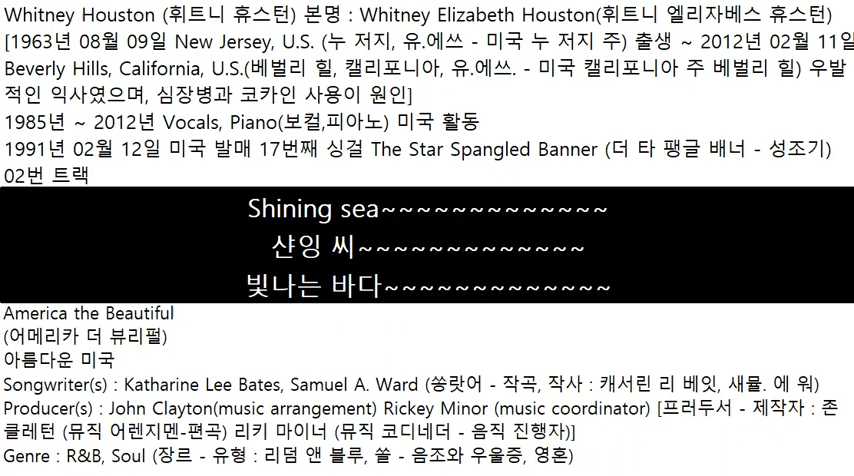 Whitney Houston (휘트니 휴스턴) 본명 : Whitney Elizabeth Houston(휘트니 엘리자베스 휴스턴)
[1963년 08월 09일 New Jersey, U.S. (누 저지, 유.에쓰 - 미국 누 저지 주) 출생 ~ 2012년 02월 11일
Beverly Hills, California, U.S.(베벌리 힐, 캘리포니아, 유.에쓰. - 미국 캘리포니아 주 베벌리 힐) 우발
적인 익사였으며, 심장병과 코카인 사용이 원인]
1985년 ~ 2012년 Vocals, Piano(보컬,피아노) 미국 활동
1991년 02월 12일 미국 발매 17번째 싱걸 The Star Spangled Banner (더 타 팽글 배너 - 성조기)
02번 트랙
Shining sea~~~~~~~~~~~~~
샨잉 씨~~~~~~~~~~~~~
빛나는 바다~~~~~~~~~~~~~
America the Beautiful
(어메리카 더 뷰리펄)
아름다운 미국
Songwriter(s) : Katharine Lee Bates, Samuel A. Ward (쏭랏어 - 작곡, 작사 : 캐서린 리 베잇, 새뮬. 에 워)
Producer(s) : John Clayton(music arrangement) Rickey Minor (music coordinator) [프러두서 - 제작자 : 존
클레턴 (뮤직 어렌지멘-편곡) 리키 마이너 (뮤직 코디네더 - 음직 진행자)]
Genre : R&B, Soul (장르 - 유형 : 리덤 앤 블루, 쏠 - 음조와 우울증, 영혼)